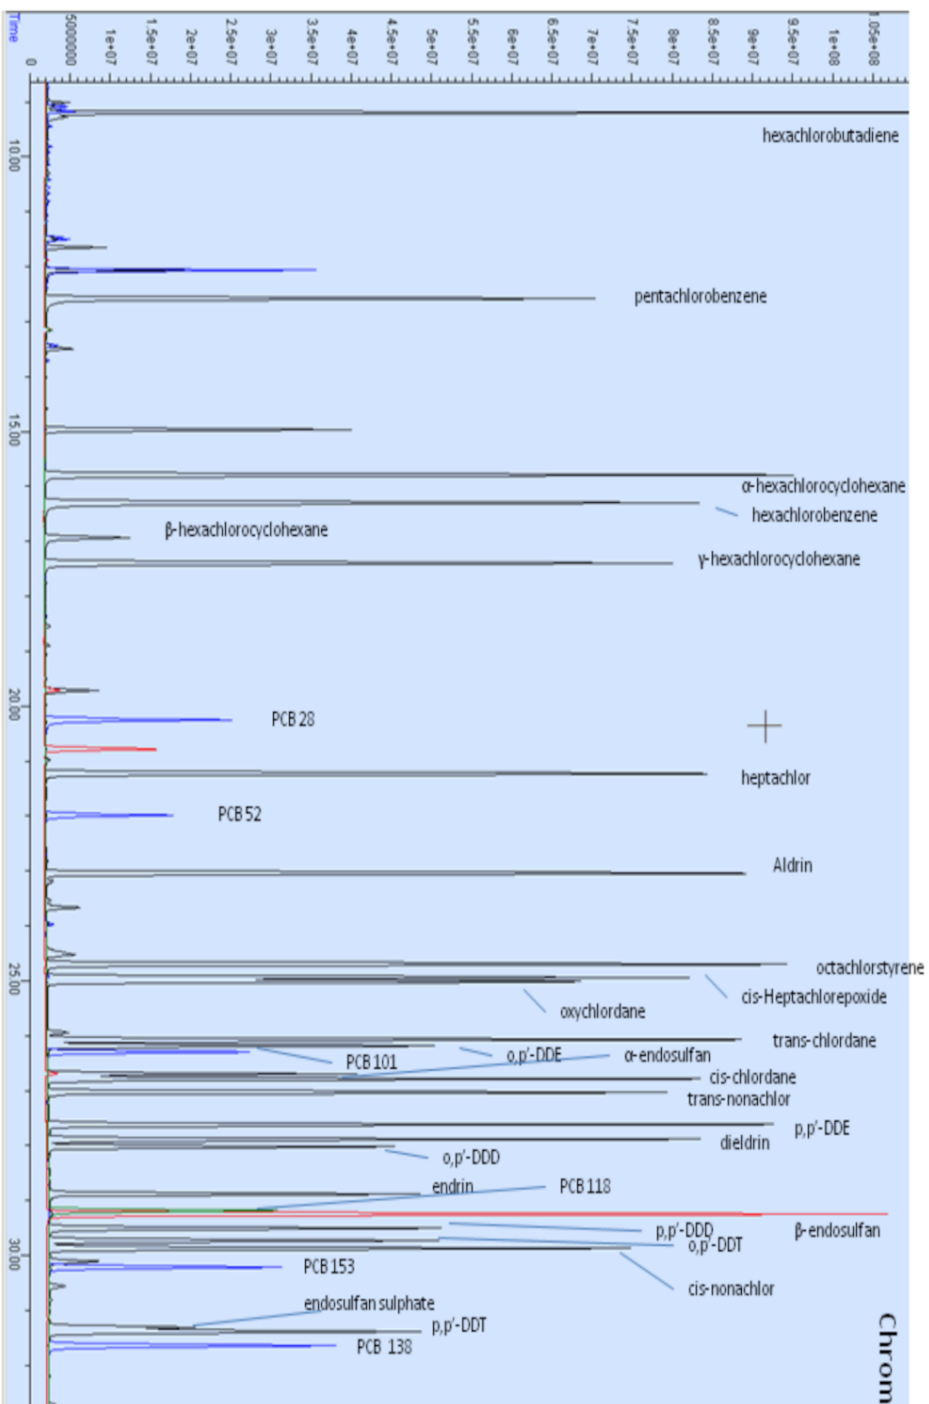 Time
0
5000000
1e+07
1.5e+07
2e+07
2.5e+07
3e+07
3.5e+07
4e+07
4.5e+07
5e+07
5.5e+07
6e+07
6.5e+07
7e+07
7.5e+07
8e+07
8.5e+07
9e+07
9.5e+07
1e+08
1.05e+08
hexachlorobutadiene
10.00
pentachlorobenzene
15.00
α-hexachlorocyclohexane
hexachlorobenzene
β-hexachlorocyclohexane
γ-hexachlorocyclohexane
20.00
PCB 28
heptachlor
PCB 52
Aldrin
octachlorstyrene
25.00
cis-Heptachlorepoxide
oxychlordane
trans-chlordane
PCB 101
o,p'-DDE
α-endosulfan
cis-chlordane
trans-nonachlor
p,p'-DDE
dieldrin
o,p'-DDD
endrin
PCB 118
p,p'-DDD
β-endosulfan
o,p'-DDT
30.00
PCB 153
cis-nonachlor
endosulfan sulphate
p,p'-DDT
PCB 138
Chrom